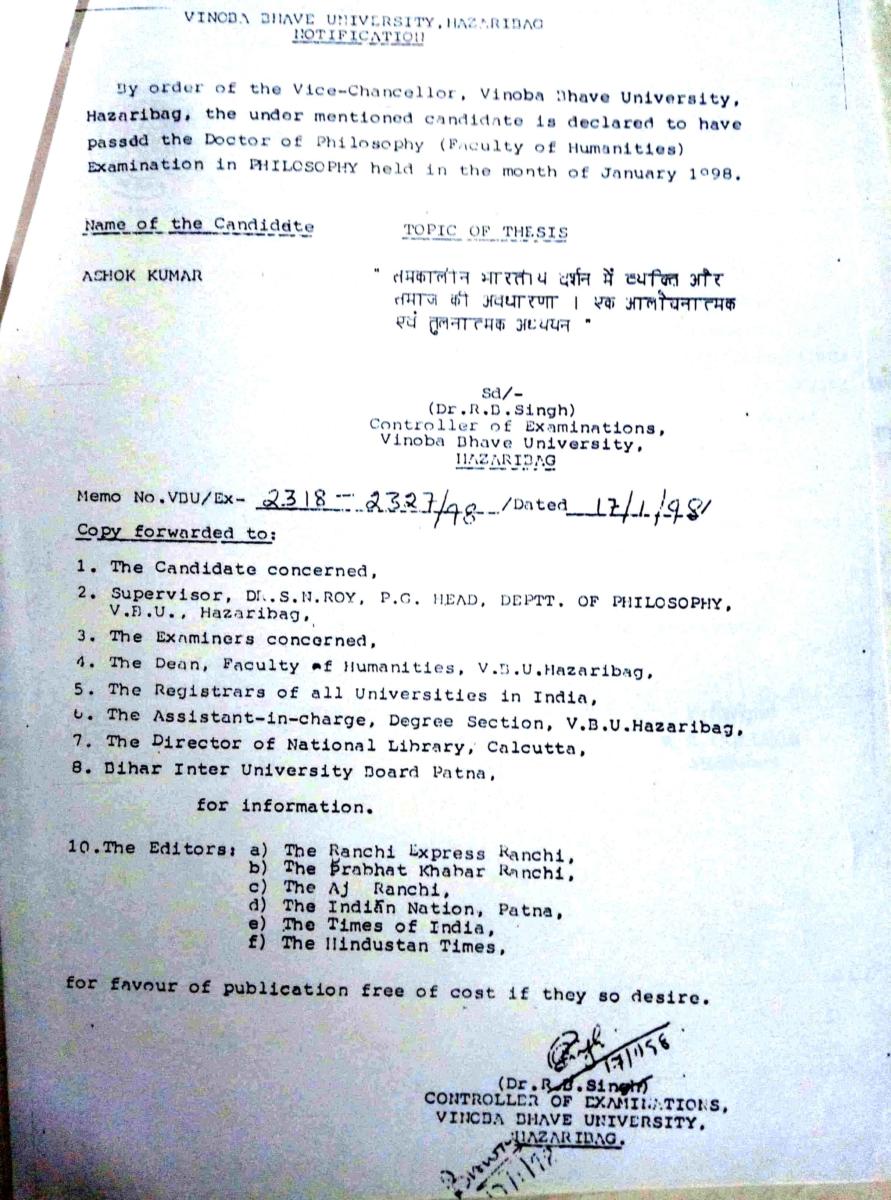 VINOBA BHAVE UNIVERSITY, HAZARIBAG
NOTIFICATION
By order of the Vice-Chancellor, Vinoba Bhave University,
Hazaribag, the under mentioned candidate is declared to have
passdd the Doctor of Philosophy (Faculty of Humanities)
Examination in PHILOSOPHY held in the month of January 1998.
Name of the Candidate TOPIC OF THESIS
ASHOK KUMAR " समकालीन भारतीय दर्शन में व्यक्ति और
समाज की अवधारणा । एक आलोचनात्मक
एवं तुलनात्मक अध्ययन "
Sd/-
(Dr.R.B.Singh)
Controller of Examinations,
Vinoba Bhave University,
HAZARIBAG
Memo No.VBU/Ex- 2318 - 2327/98 /Dated 17/1/98/
Copy forwarded to:
1. The Candidate concerned,
2. Supervisor, DR.S.N.ROY, P.G. HEAD, DEPTT. OF PHILOSOPHY,
V.B.U., Hazaribag,
3. The Examiners concerned,
4. The Dean, Faculty of Humanities, V.B.U.Hazaribag,
5. The Registrars of all Universities in India,
6. The Assistant-in-charge, Degree Section, V.B.U.Hazaribag,
7. The Director of National Library, Calcutta,
8. Bihar Inter University Board Patna,
for information.
10.The Editors: a) The Ranchi Express Ranchi,
b) The Prabhat Khabar Ranchi,
c) The Aj Ranchi,
d) The Indian Nation, Patna,
e) The Times of India,
f) The Hindustan Times,
for favour of publication free of cost if they so desire.
17/1/98
(Dr.R.B.Singh)
CONTROLLER OF EXAMINATIONS,
VINOBA BHAVE UNIVERSITY,
HAZARIBAG.